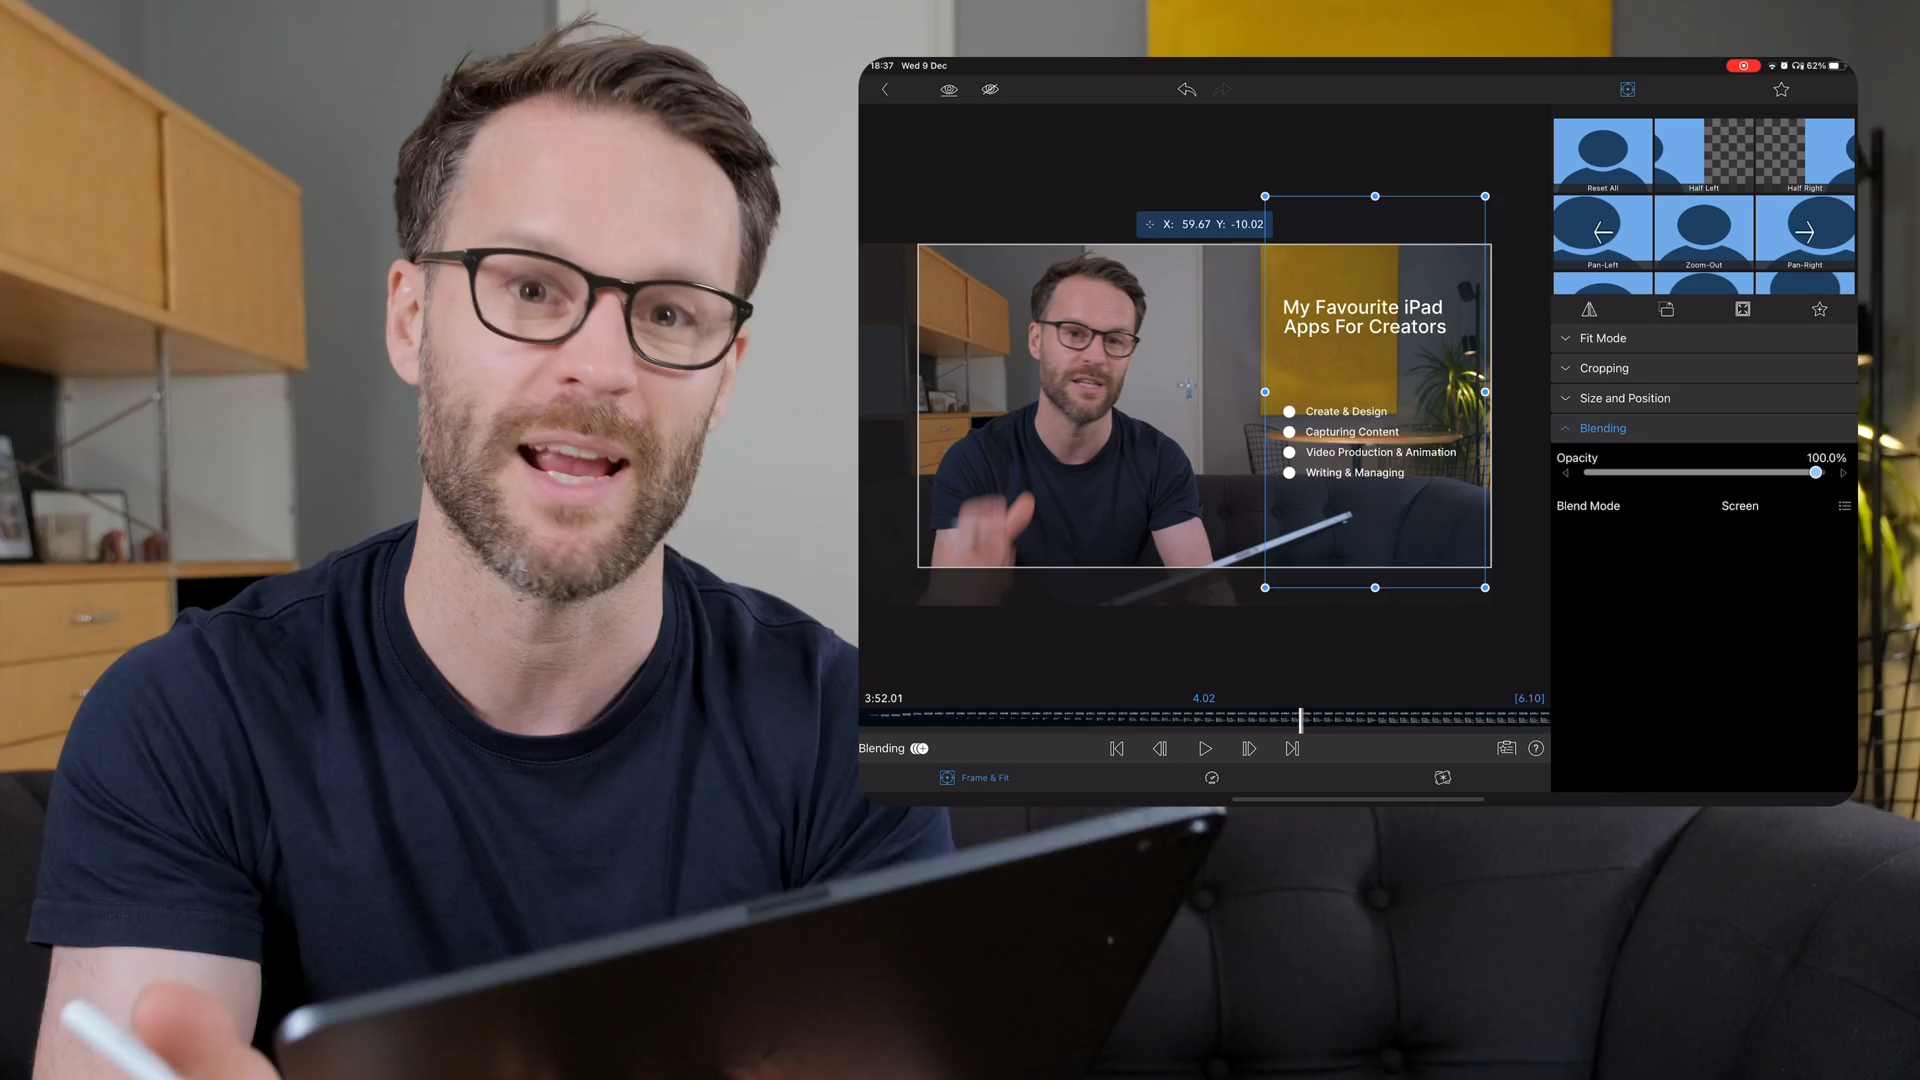 18:37 Wed 9 Dec
62%
Reset All
Half Left
Half Right
X: 59.67 Y: -10.02
Pan-Left
Zoom-Out
Pan-Right
My Favourite iPad
Apps For Creators
Fit Mode
Cropping
Size and Position
Blending
Create & Design
Capturing Content
Video Production & Animation
Writing & Managing
Opacity 100.0%
Blend Mode Screen
3:52.01
4.02
[6.10]
Blending
Frame & Fit